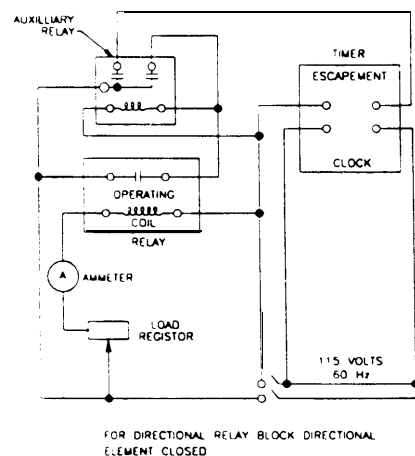 AUXILLIARY
RELAY
TIMER
ESCAPEMENT
CLOCK
OPERATING
COIL
RELAY
A
AMMETER
LOAD
REGISTOR
115 VOLTS
60 Hz
FOR DIRECTIONAL RELAY BLOCK DIRECTIONAL
ELEMENT CLOSED